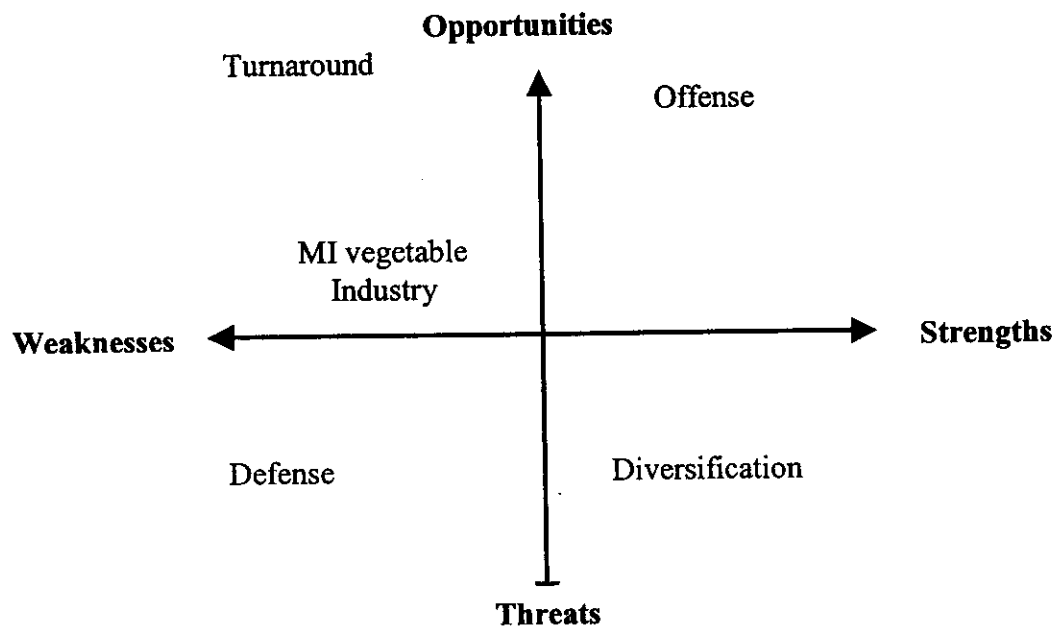 Opportunities
Turnaround
Offense
MI vegetable
Industry
Weaknesses
Strengths
Defense
Diversification
Threats